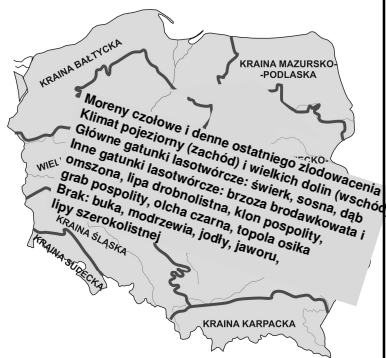 KRAINA BAŁTYCKA
KRAINA MAZURSKO-
-PODLASKA
Moreny czołowe i denne ostatniego zlodowacenia
Klimat pojeziorny (zachód) i wielkich dolin (wschód)
Główne gatunki lasotwórcze: świerk, sosna, dąb
Inne gatunki lasotwórcze: brzoza brodawkowata i
omszona, lipa drobnolistna, klon pospolity,
grab pospolity, olcha czarna, topola osika
Brak: buka, modrzewia, jodły, jaworu,
lipy szerokolistnej
KRAINA ŚLĄSKA
KRAINA SUDECKA
KRAINA KARPACKA